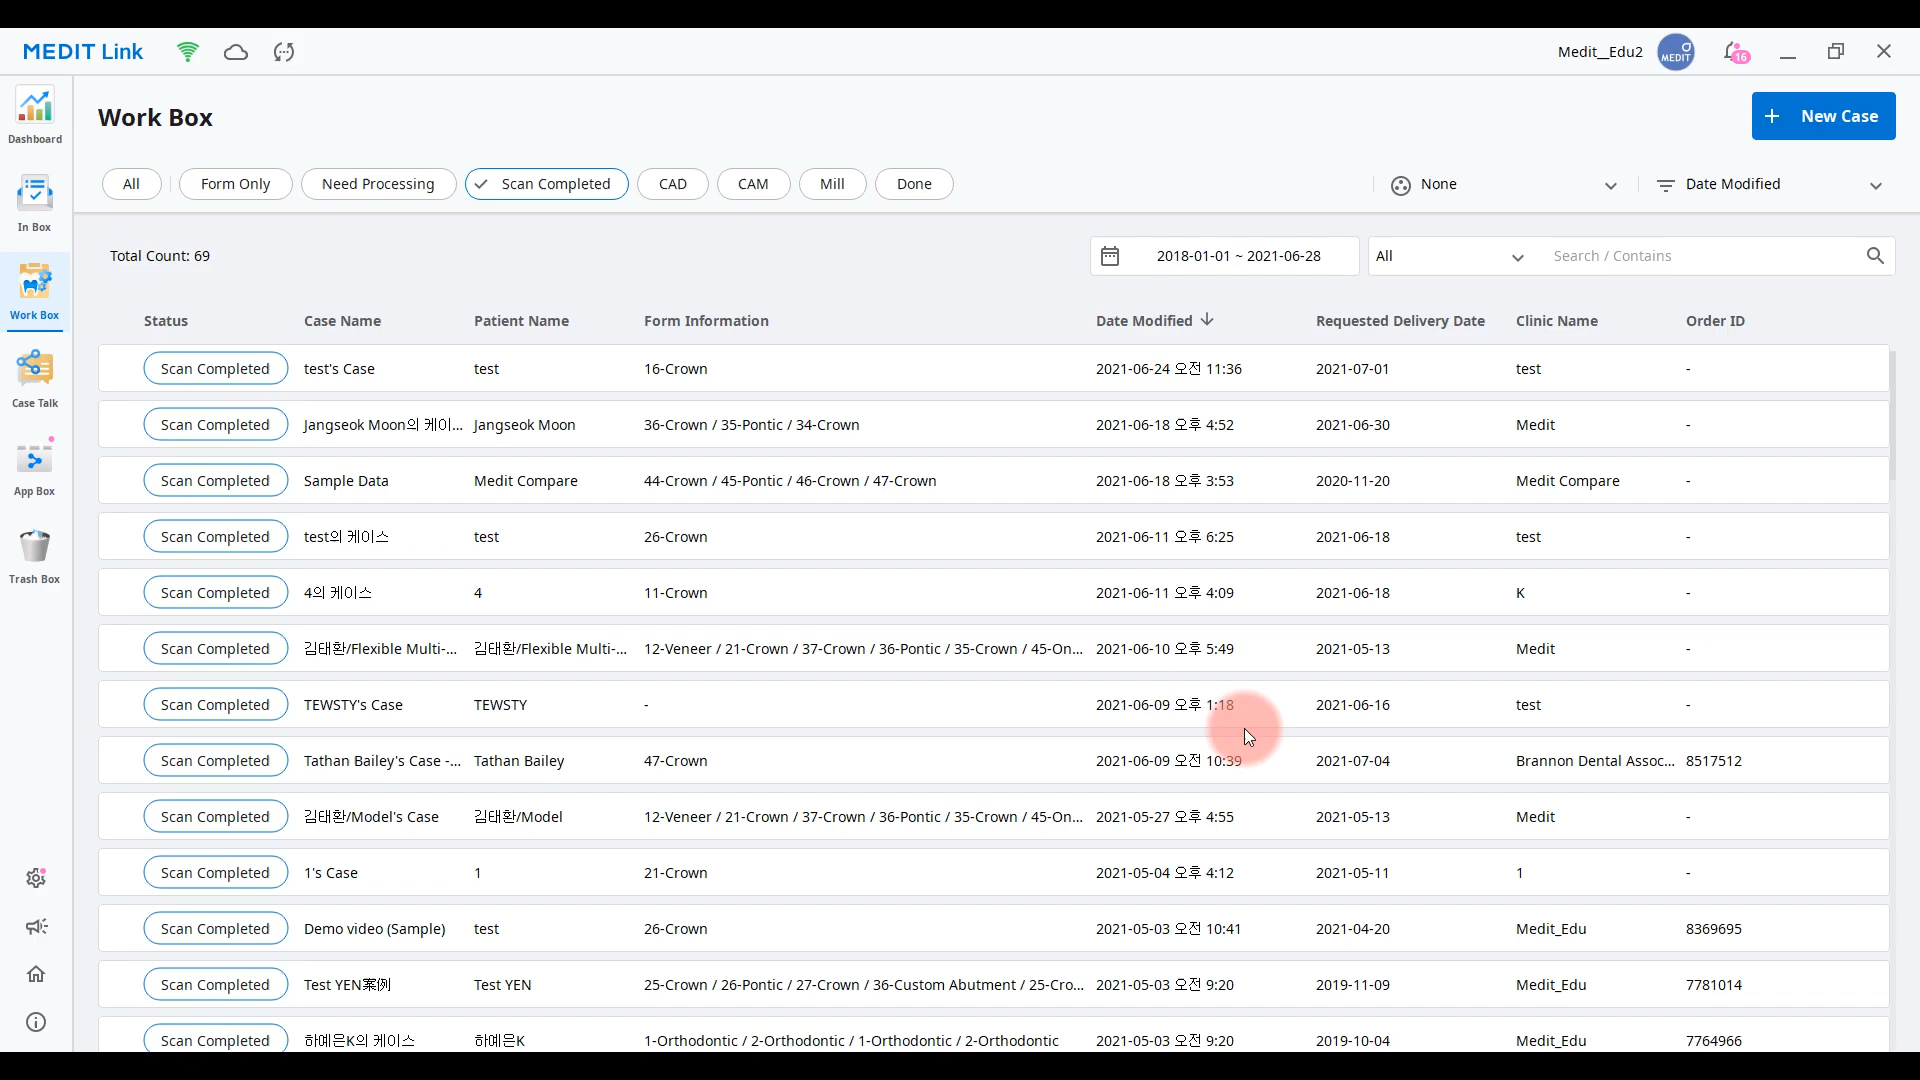 MEDIT Link
Medit__Edu2
MEDIT
16
Dashboard
In Box
Work Box
Case Talk
App Box
Trash Box
Work Box
+ New Case
All
Form Only
Need Processing
Scan Completed
CAD
CAM
Mill
Done
None
Date Modified
Total Count: 69
2018-01-01 ~ 2021-06-28
All
Search / Contains
Status Case Name Patient Name Form Information Date Modified Requested Delivery Date Clinic Name Order ID
Scan Completed test's Case test 16-Crown 2021-06-24 오전 11:36 2021-07-01 test -
Scan Completed Jangseok Moon의 케이... Jangseok Moon 36-Crown / 35-Pontic / 34-Crown 2021-06-18 오후 4:52 2021-06-30 Medit -
Scan Completed Sample Data Medit Compare 44-Crown / 45-Pontic / 46-Crown / 47-Crown 2021-06-18 오후 3:53 2020-11-20 Medit Compare -
Scan Completed test의 케이스 test 26-Crown 2021-06-11 오후 6:25 2021-06-18 test -
Scan Completed 4의 케이스 4 11-Crown 2021-06-11 오후 4:09 2021-06-18 K -
Scan Completed 김태환/Flexible Multi-... 김태환/Flexible Multi-... 12-Veneer / 21-Crown / 37-Crown / 36-Pontic / 35-Crown / 45-On... 2021-06-10 오후 5:49 2021-05-13 Medit -
Scan Completed TEWSTY's Case TEWSTY - 2021-06-09 오후 1:18 2021-06-16 test -
Scan Completed Tathan Bailey's Case -... Tathan Bailey 47-Crown 2021-06-09 오전 10:39 2021-07-04 Brannon Dental Assoc... 8517512
Scan Completed 김태환/Model's Case 김태환/Model 12-Veneer / 21-Crown / 37-Crown / 36-Pontic / 35-Crown / 45-On... 2021-05-27 오후 4:55 2021-05-13 Medit -
Scan Completed 1's Case 1 21-Crown 2021-05-04 오후 4:12 2021-05-11 1 -
Scan Completed Demo video (Sample) test 26-Crown 2021-05-03 오전 10:41 2021-04-20 Medit_Edu 8369695
Scan Completed Test YEN案例 Test YEN 25-Crown / 26-Pontic / 27-Crown / 36-Custom Abutment / 25-Cro... 2021-05-03 오전 9:20 2019-11-09 Medit_Edu 7781014
Scan Completed 하예은K의 케이스 하예은K 1-Orthodontic / 2-Orthodontic / 1-Orthodontic / 2-Orthodontic 2021-05-03 오전 9:20 2019-10-04 Medit_Edu 7764966